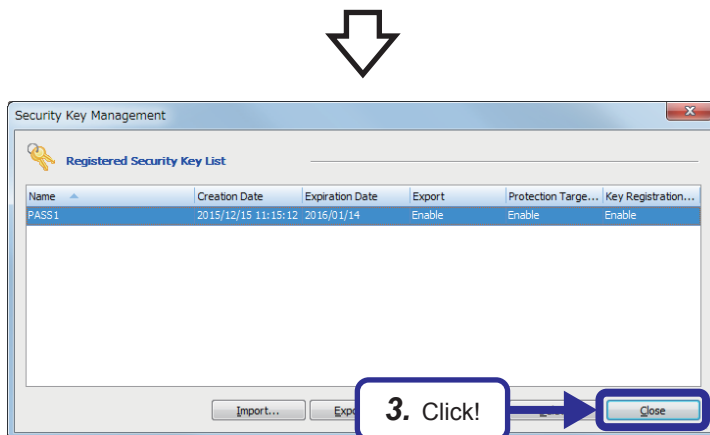 Security Key Management
Registered Security Key List
Name Creation Date Expiration Date Export Protection Targe... Key Registration...
PASS1 2015/12/15 11:15:12 2016/01/14 Enable Enable Enable
Import... Expo 3. Click! Close